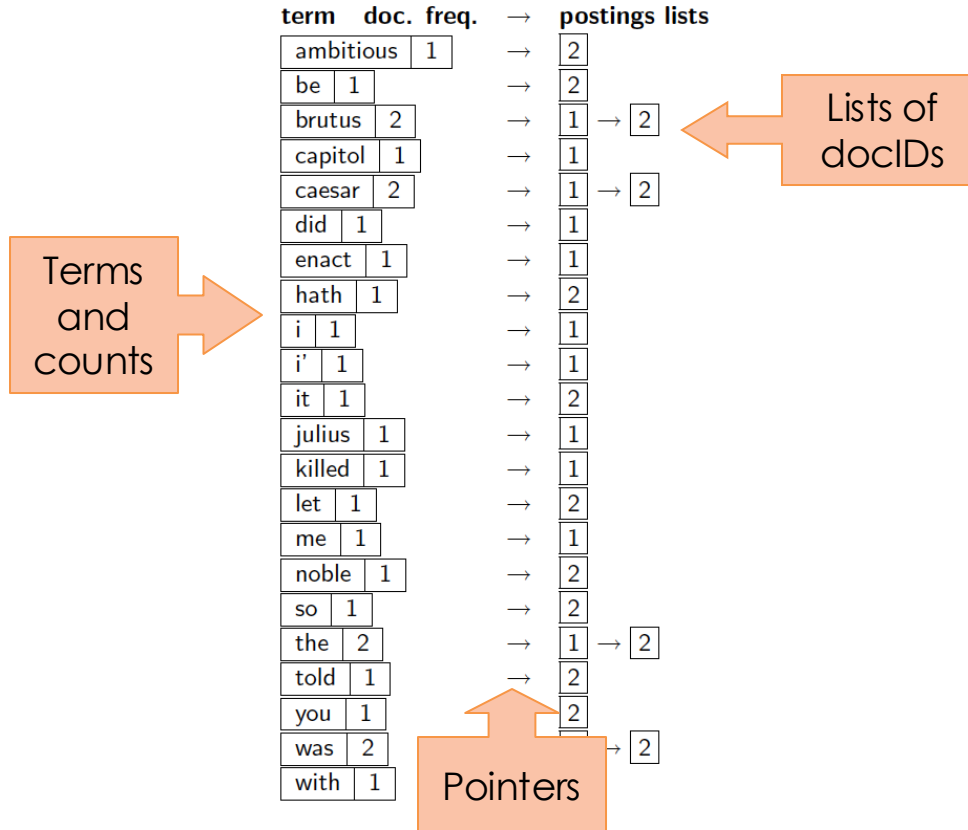 term doc. freq. → postings lists
ambitious 1 → 2
be 1 → 2
brutus 2 → 1 → 2
capitol 1 → 1
caesar 2 → 1 → 2
did 1 → 1
enact 1 → 1
hath 1 → 2
i 1 → 1
i' 1 → 1
it 1 → 2
julius 1 → 1
killed 1 → 1
let 1 → 2
me 1 → 1
noble 1 → 2
so 1 → 2
the 2 → 1 → 2
told 1 → 2
you 1 2
was 2 → 2
with 1
Lists of
docIDs
Terms
and
counts
Pointers